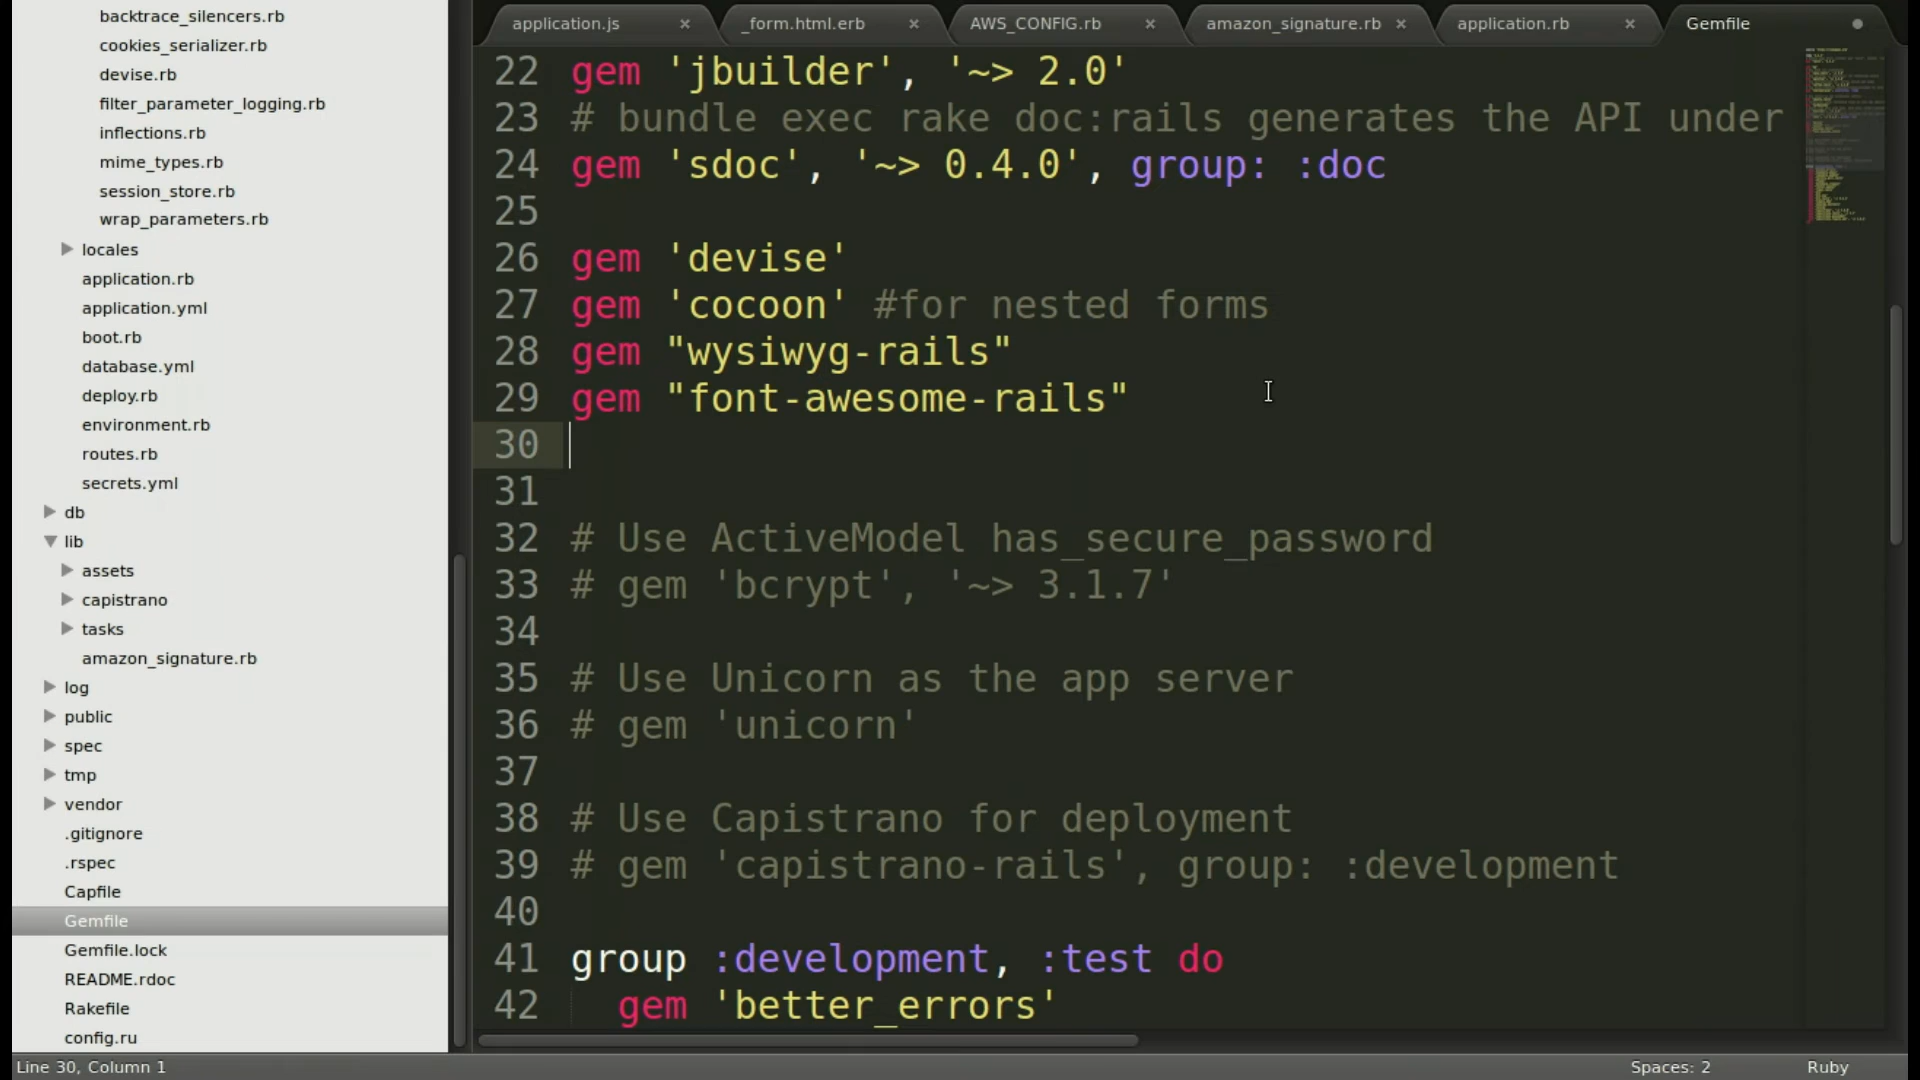 backtrace_silencers.rb
cookies_serializer.rb
devise.rb
filter_parameter_logging.rb
inflections.rb
mime_types.rb
session_store.rb
wrap_parameters.rb
locales
application.rb
application.yml
boot.rb
database.yml
deploy.rb
environment.rb
routes.rb
secrets.yml
db
lib
assets
capistrano
tasks
amazon_signature.rb
log
public
spec
tmp
vendor
.gitignore
.rspec
Capfile
Gemfile
Gemfile.lock
README.rdoc
Rakefile
config.ru
application.js × _form.html.erb × AWS_CONFIG.rb × amazon_signature.rb × application.rb × Gemfile
22 gem 'jbuilder', '~> 2.0'
23 # bundle exec rake doc:rails generates the API under
24 gem 'sdoc', '~> 0.4.0', group: :doc
25
26 gem 'devise'
27 gem 'cocoon' #for nested forms
28 gem "wysiwyg-rails"
29 gem "font-awesome-rails"
30
31
32 # Use ActiveModel has_secure_password
33 # gem 'bcrypt', '~> 3.1.7'
34
35 # Use Unicorn as the app server
36 # gem 'unicorn'
37
38 # Use Capistrano for deployment
39 # gem 'capistrano-rails', group: :development
40
41 group :development, :test do
42 gem 'better_errors'
Line 30, Column 1
Spaces: 2
Ruby